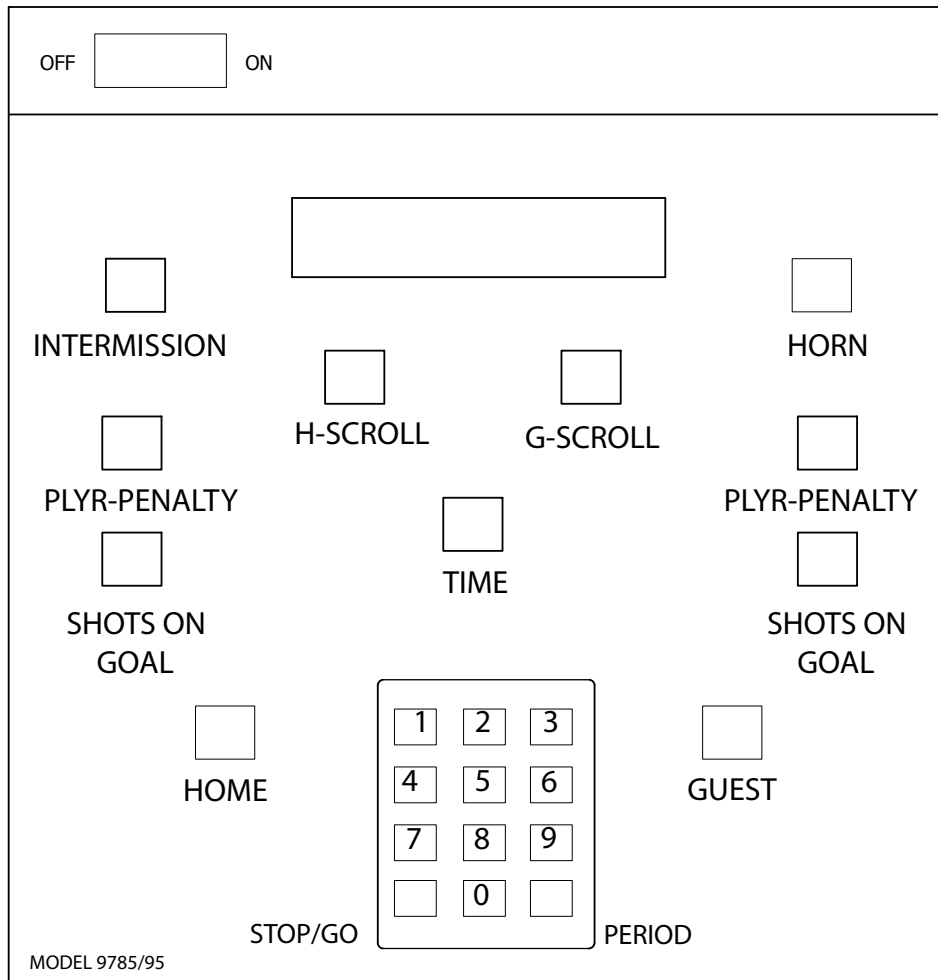 OFF ON
INTERMISSION
HORN
H-SCROLL G-SCROLL
PLYR-PENALTY
PLYR-PENALTY
TIME
SHOTS ON
GOAL
SHOTS ON
GOAL
1 2 3
HOME
4 5 6
GUEST
7 8 9
0
STOP/GO
PERIOD
MODEL 9785/95